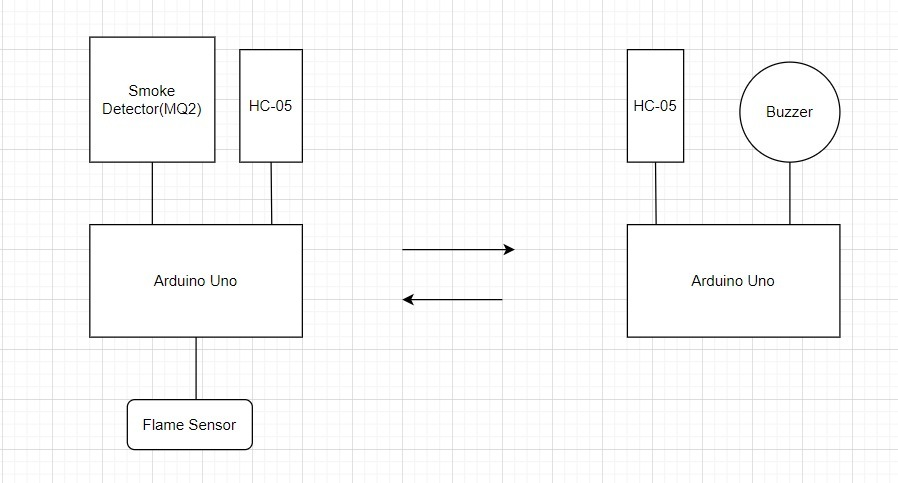 Smoke
Detector(MQ2)
HC-05
HC-05
Buzzer
Arduino Uno
Arduino Uno
Flame Sensor